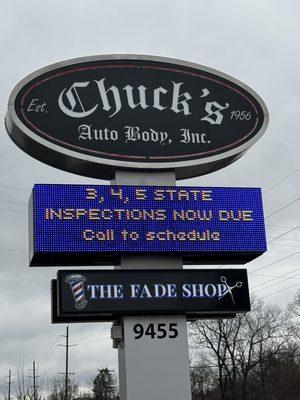 Chuck's
Est. 1956
Auto Body, Inc.
3, 4, 5 STATE
INSPECTIONS NOW DUE
Call to schedule
THE FADE SHOP
9455